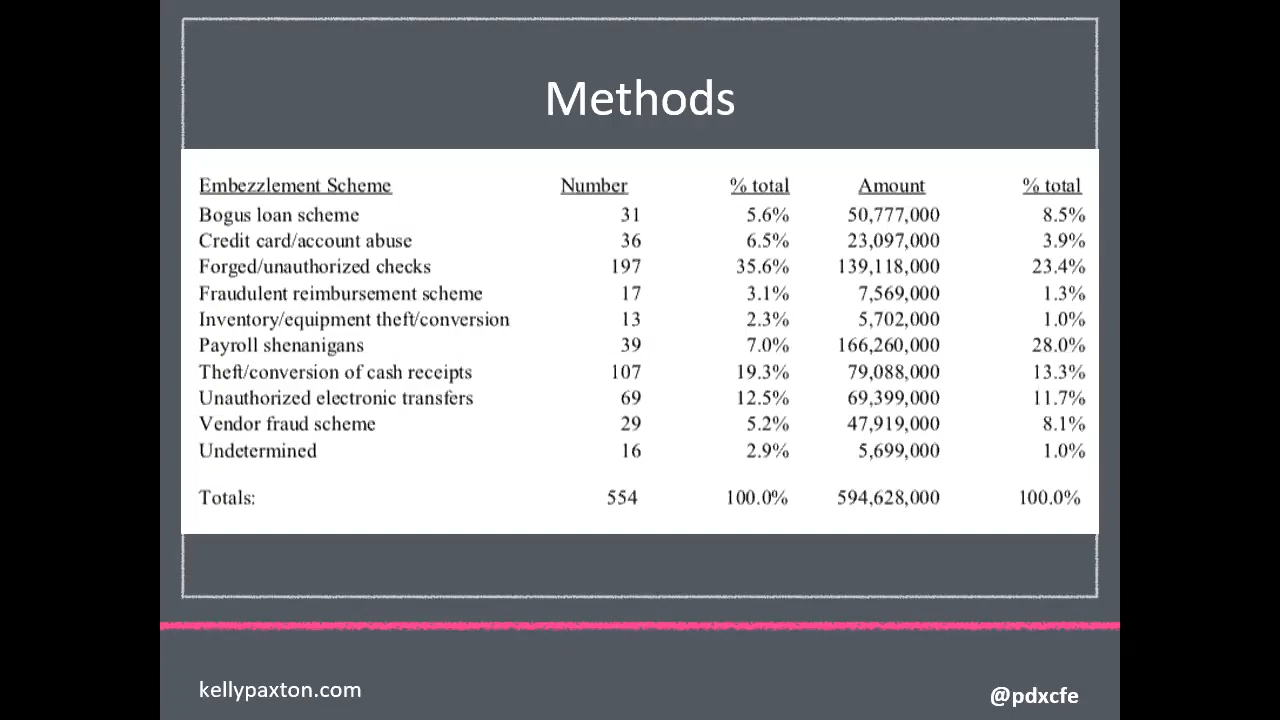 Methods
Embezzlement Scheme Number % total Amount % total
Bogus loan scheme 31 5.6% 50,777,000 8.5%
Credit card/account abuse 36 6.5% 23,097,000 3.9%
Forged/unauthorized checks 197 35.6% 139,118,000 23.4%
Fraudulent reimbursement scheme 17 3.1% 7,569,000 1.3%
Inventory/equipment theft/conversion 13 2.3% 5,702,000 1.0%
Payroll shenanigans 39 7.0% 166,260,000 28.0%
Theft/conversion of cash receipts 107 19.3% 79,088,000 13.3%
Unauthorized electronic transfers 69 12.5% 69,399,000 11.7%
Vendor fraud scheme 29 5.2% 47,919,000 8.1%
Undetermined 16 2.9% 5,699,000 1.0%
Totals: 554 100.0% 594,628,000 100.0%
kellypaxton.com @pdxcfe